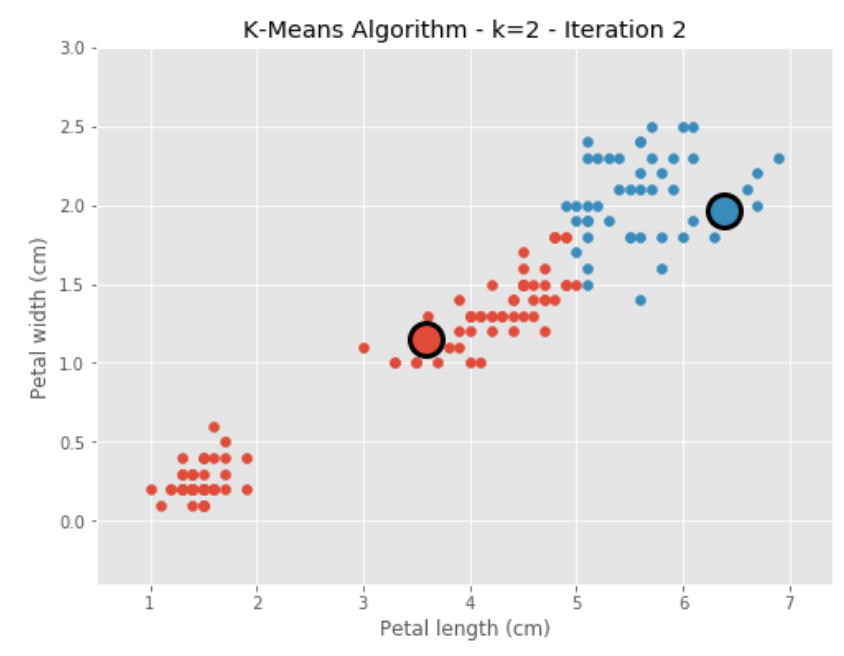 K-Means Algorithm - k=2 - Iteration 2
3.0
2.5
2.0
1.5
1.0
0.5
0.0
Petal width (cm)
1 2 3 4 5 6 7
Petal length (cm)